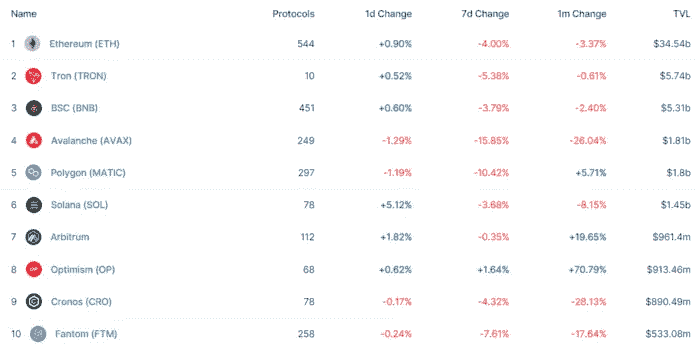 Name Protocols 1d Change 7d Change 1m Change TVL
1 Ethereum (ETH) 544 +0.90% -4.00% -3.37% $34.54b
2 Tron (TRON) 10 +0.52% -5.38% -0.61% $5.74b
3 BSC (BNB) 451 +0.60% -3.79% -2.40% $5.31b
4 Avalanche (AVAX) 249 -1.29% -15.85% -26.04% $1.81b
5 Polygon (MATIC) 297 -1.19% -10.42% +5.71% $1.8b
6 Solana (SOL) 78 +5.12% -3.68% -8.15% $1.45b
7 Arbitrum 112 +1.82% -0.35% +19.65% $961.4m
8 Optimism (OP) 68 +0.62% +1.64% +70.79% $913.46m
9 Cronos (CRO) 78 -0.17% -4.32% -28.13% $890.49m
10 Fantom (FTM) 258 -0.24% -7.61% -17.64% $533.08m